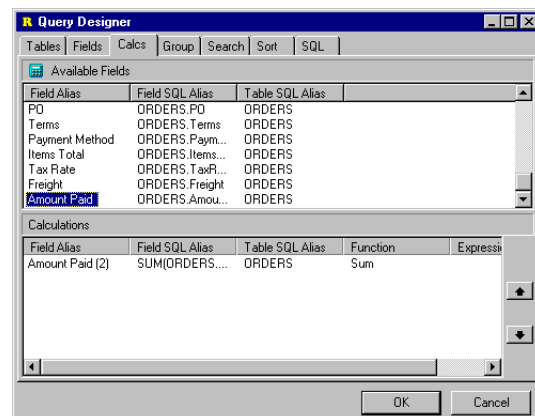 R Query Designer
Tables Fields Calcs Group Search Sort SQL
Available Fields
Field Alias Field SQL Alias Table SQL Alias
PO ORDERS.PO ORDERS
Terms ORDERS.Terms ORDERS
Payment Method ORDERS.Paym... ORDERS
Items Total ORDERS.Items... ORDERS
Tax Rate ORDERS.TaxR... ORDERS
Freight ORDERS.Freight ORDERS
Amount Paid ORDERS.Amou... ORDERS
Calculations
Field Alias Field SQL Alias Table SQL Alias Function Expressi
Amount Paid (2) SUM(ORDERS.... ORDERS Sum
OK Cancel